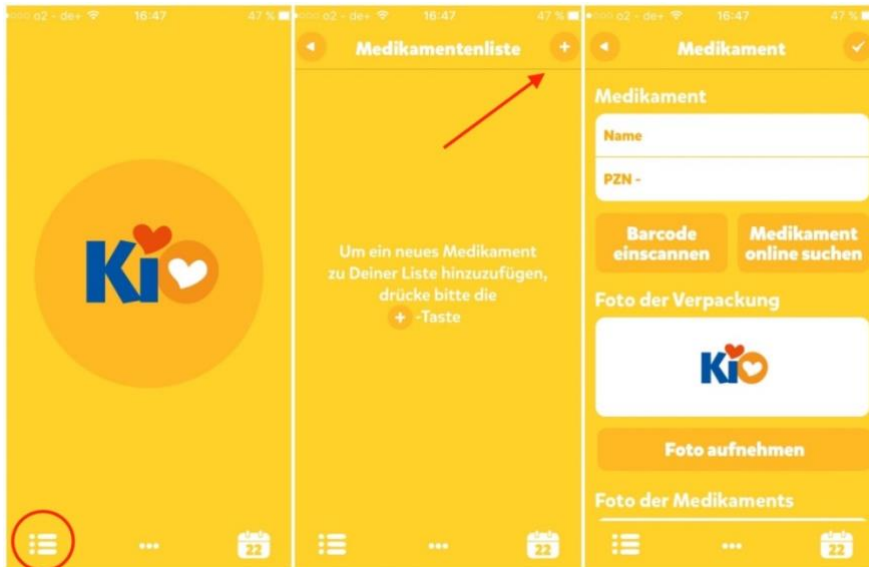 o2 - de+ 16:47 47 %
Kio
22
o2 - de+ 16:47 47 %
Medikamentenliste +
Um ein neues Medikament
zu Deiner Liste hinzuzufügen,
drücke bitte die
+ -Taste
22
o2 - de+ 16:47 47 %
Medikament
Medikament
Name
PZN -
Barcode
einscannen
Medikament
online suchen
Foto der Verpackung
Kio
Foto aufnehmen
Foto der Medikaments
22